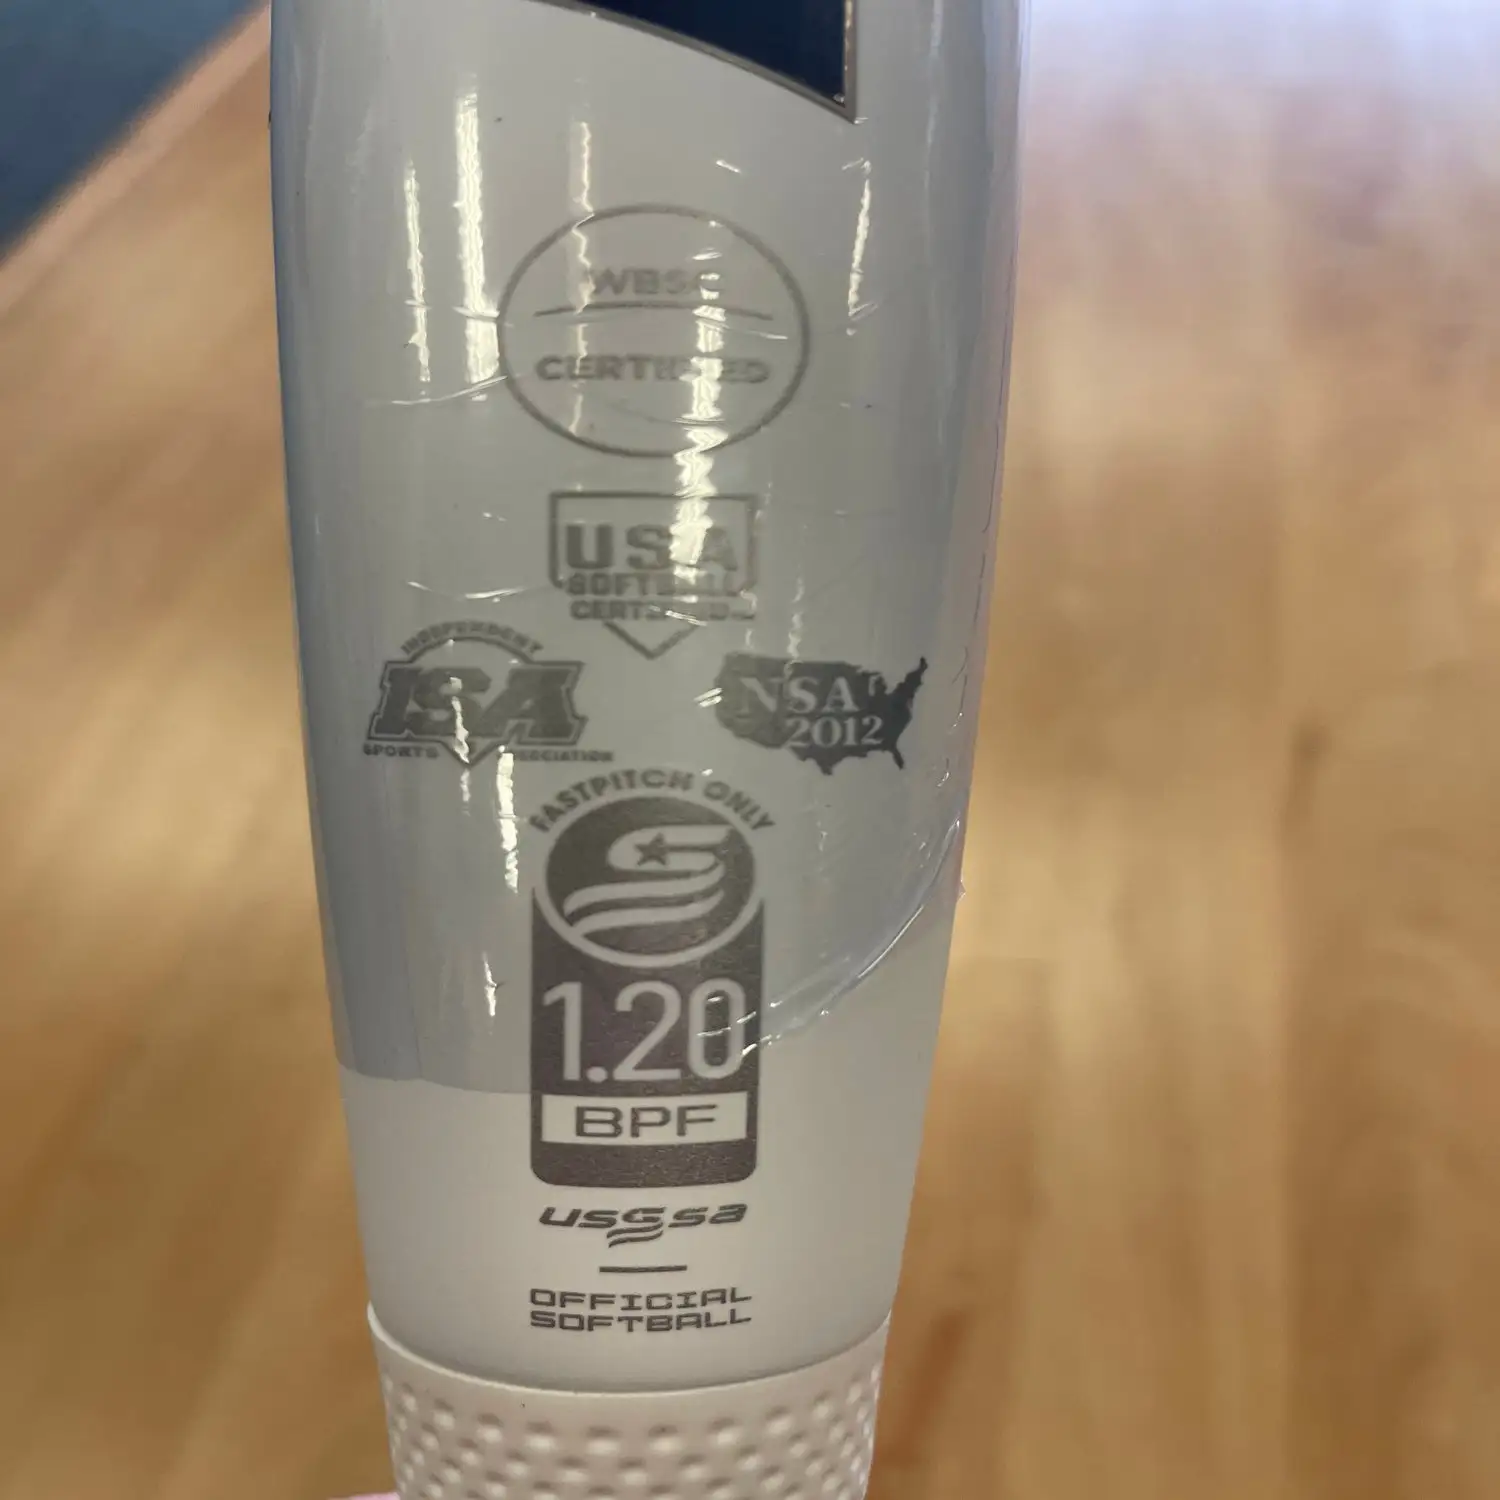 WBSC
CERTIFIED
USA
SOFTBALL
CERTIFIED
INDEPENDENT
ISA
SPORTS ASSOCIATION
NSA
2012
FASTPITCH ONLY
1.20
BPF
USSSA
OFFICIAL
SOFTBALL